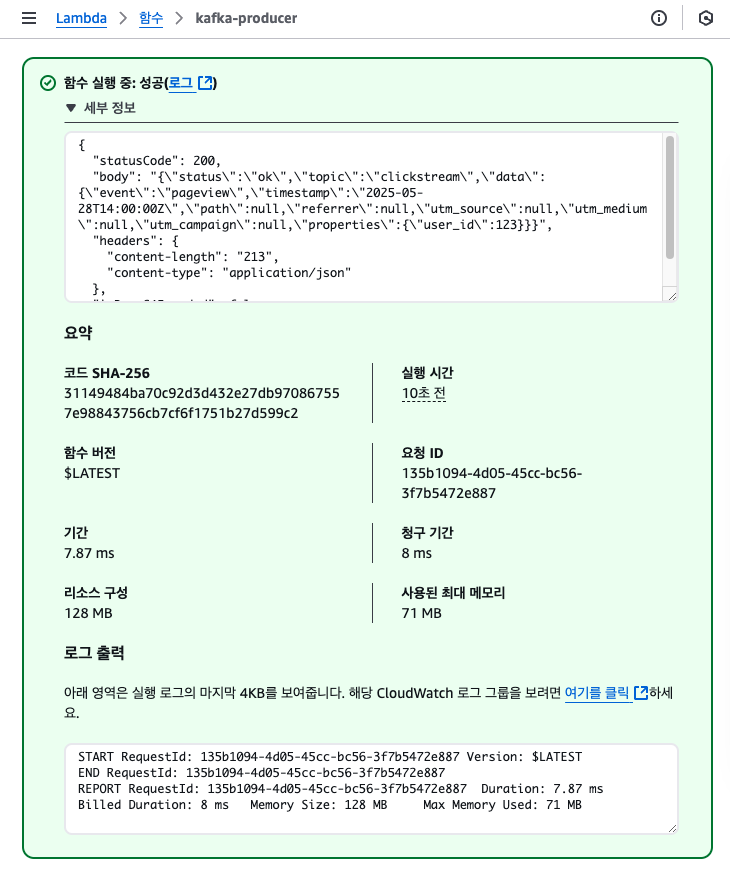 Lambda > 함수 > kafka-producer
함수 실행 중: 성공(로그)
▼ 세부 정보
{
  "statusCode": 200,
  "body": "{\"status\":\"ok\",\"topic\":\"clickstream\",\"data\":
{\"event\":\"pageview\",\"timestamp\":\"2025-05-
28T14:00:00Z\",\"path\":null,\"referrer\":null,\"utm_source\":null,\"utm_medium
\":null,\"utm_campaign\":null,\"properties\":{\"user_id\":123}}}",
  "headers": {
    "content-length": "213",
    "content-type": "application/json"
  },
요약
코드 SHA-256
31149484ba70c92d3d432e27db97086755
7e98843756cb7cf6f1751b27d599c2
실행 시간
10초 전
함수 버전
$LATEST
요청 ID
135b1094-4d05-45cc-bc56-
3f7b5472e887
기간
7.87 ms
청구 기간
8 ms
리소스 구성
128 MB
사용된 최대 메모리
71 MB
로그 출력
아래 영역은 실행 로그의 마지막 4KB를 보여줍니다. 해당 CloudWatch 로그 그룹을 보려면 여기를 클릭 하세
요.
START RequestId: 135b1094-4d05-45cc-bc56-3f7b5472e887 Version: $LATEST
END RequestId: 135b1094-4d05-45cc-bc56-3f7b5472e887
REPORT RequestId: 135b1094-4d05-45cc-bc56-3f7b5472e887  Duration: 7.87 ms
Billed Duration: 8 ms   Memory Size: 128 MB     Max Memory Used: 71 MB